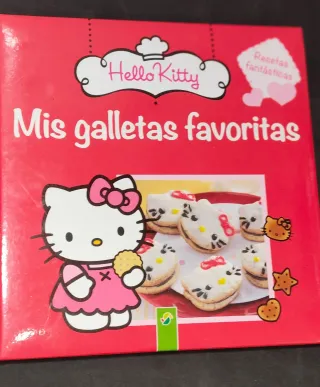 Hello Kitty
Recetas
fantásticas
Mis galletas favoritas